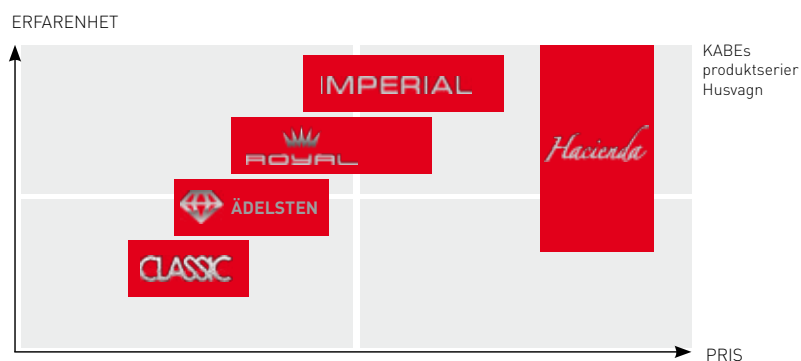 ERFARENHET
KABEs
produktserier
Husvagn
IMPERIAL
ROYAL
Hacienda
ÄDELSTEN
CLASSIC
PRIS